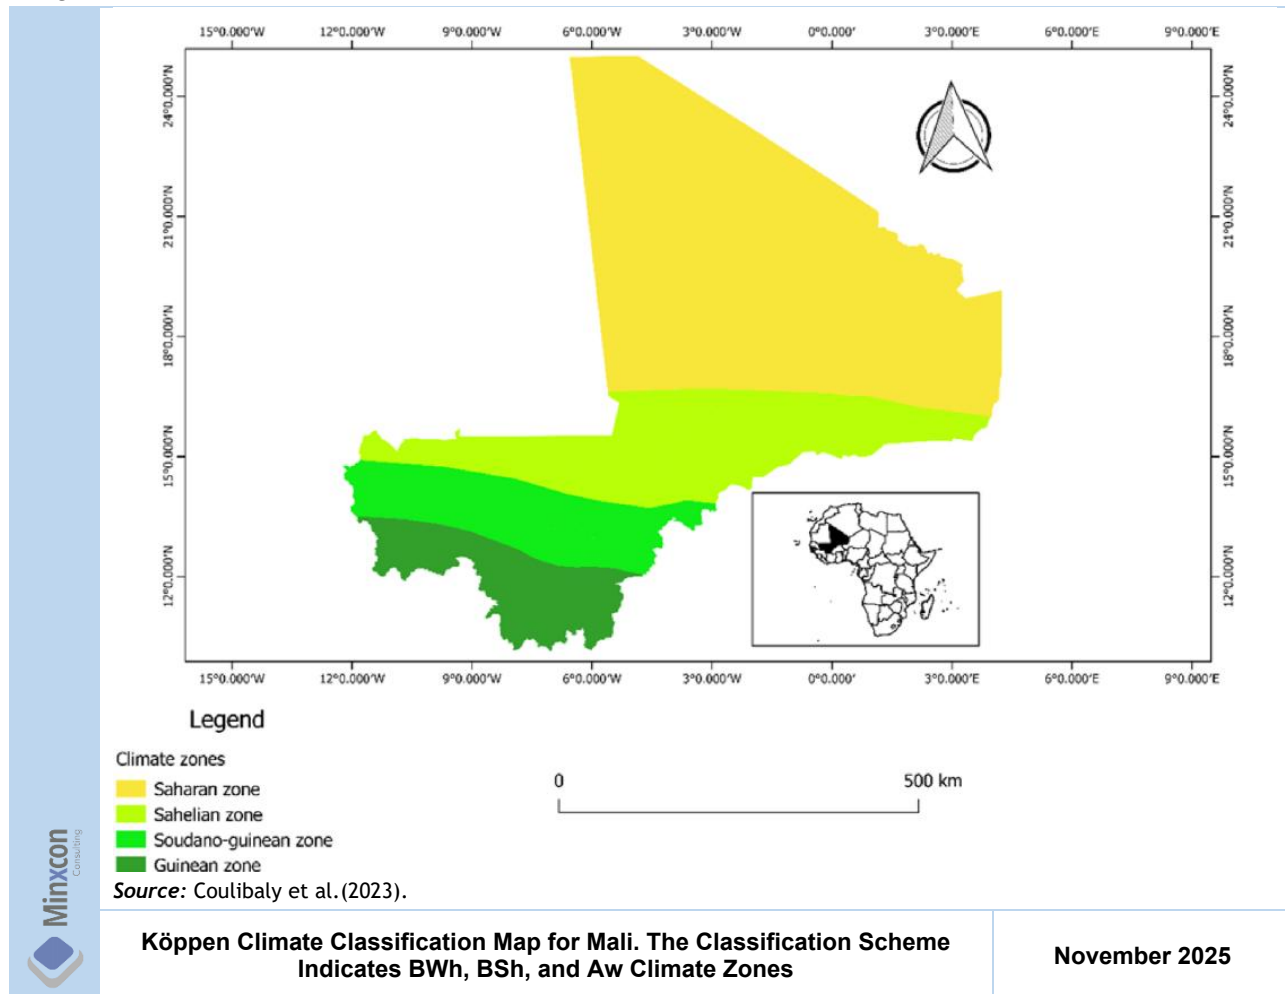 15°0.000'W 12°0.000'W 9°0.000'W 6°0.000'W 3°0.000'W 0°0.000' 3°0.000'E 6°0.000'E 9°0.000'E
24°0.000'N 24°0.000'N
21°0.000'N 21°0.000'N
18°0.000'N 18°0.000'N
15°0.000'N 15°0.000'N
12°0.000'N 12°0.000'N
15°0.000'W 12°0.000'W 9°0.000'W 6°0.000'W 3°0.000'W 0°0.000' 3°0.000'E 6°0.000'E 9°0.000'E
Legend
Climate zones
Saharan zone
Sahelian zone
Soudano-guinean zone
Guinean zone
0 500 km
Source: Coulibaly et al.(2023).
Minxcon
Consulting
Köppen Climate Classification Map for Mali. The Classification Scheme
Indicates BWh, BSh, and Aw Climate Zones
November 2025